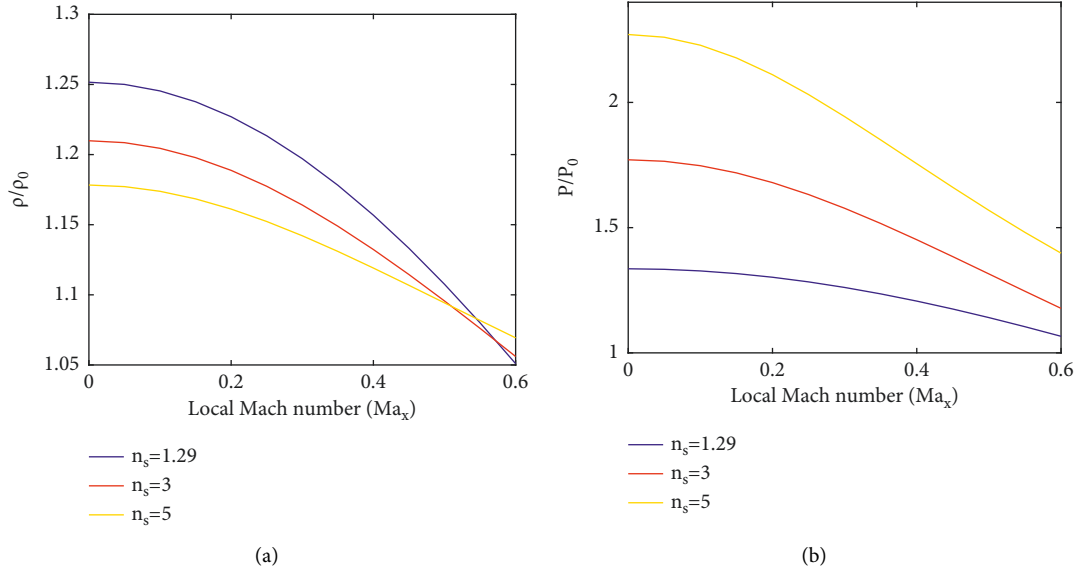 1.3
1.25
1.2
1.15
1.1
1.05
ρ/ρ₀
0
0.2
0.4
0.6
Local Mach number (Maₓ)
nₛ=1.29
nₛ=3
nₛ=5
(a)
2
1.5
1
P/P₀
0
0.2
0.4
0.6
Local Mach number (Maₓ)
nₛ=1.29
nₛ=3
nₛ=5
(b)